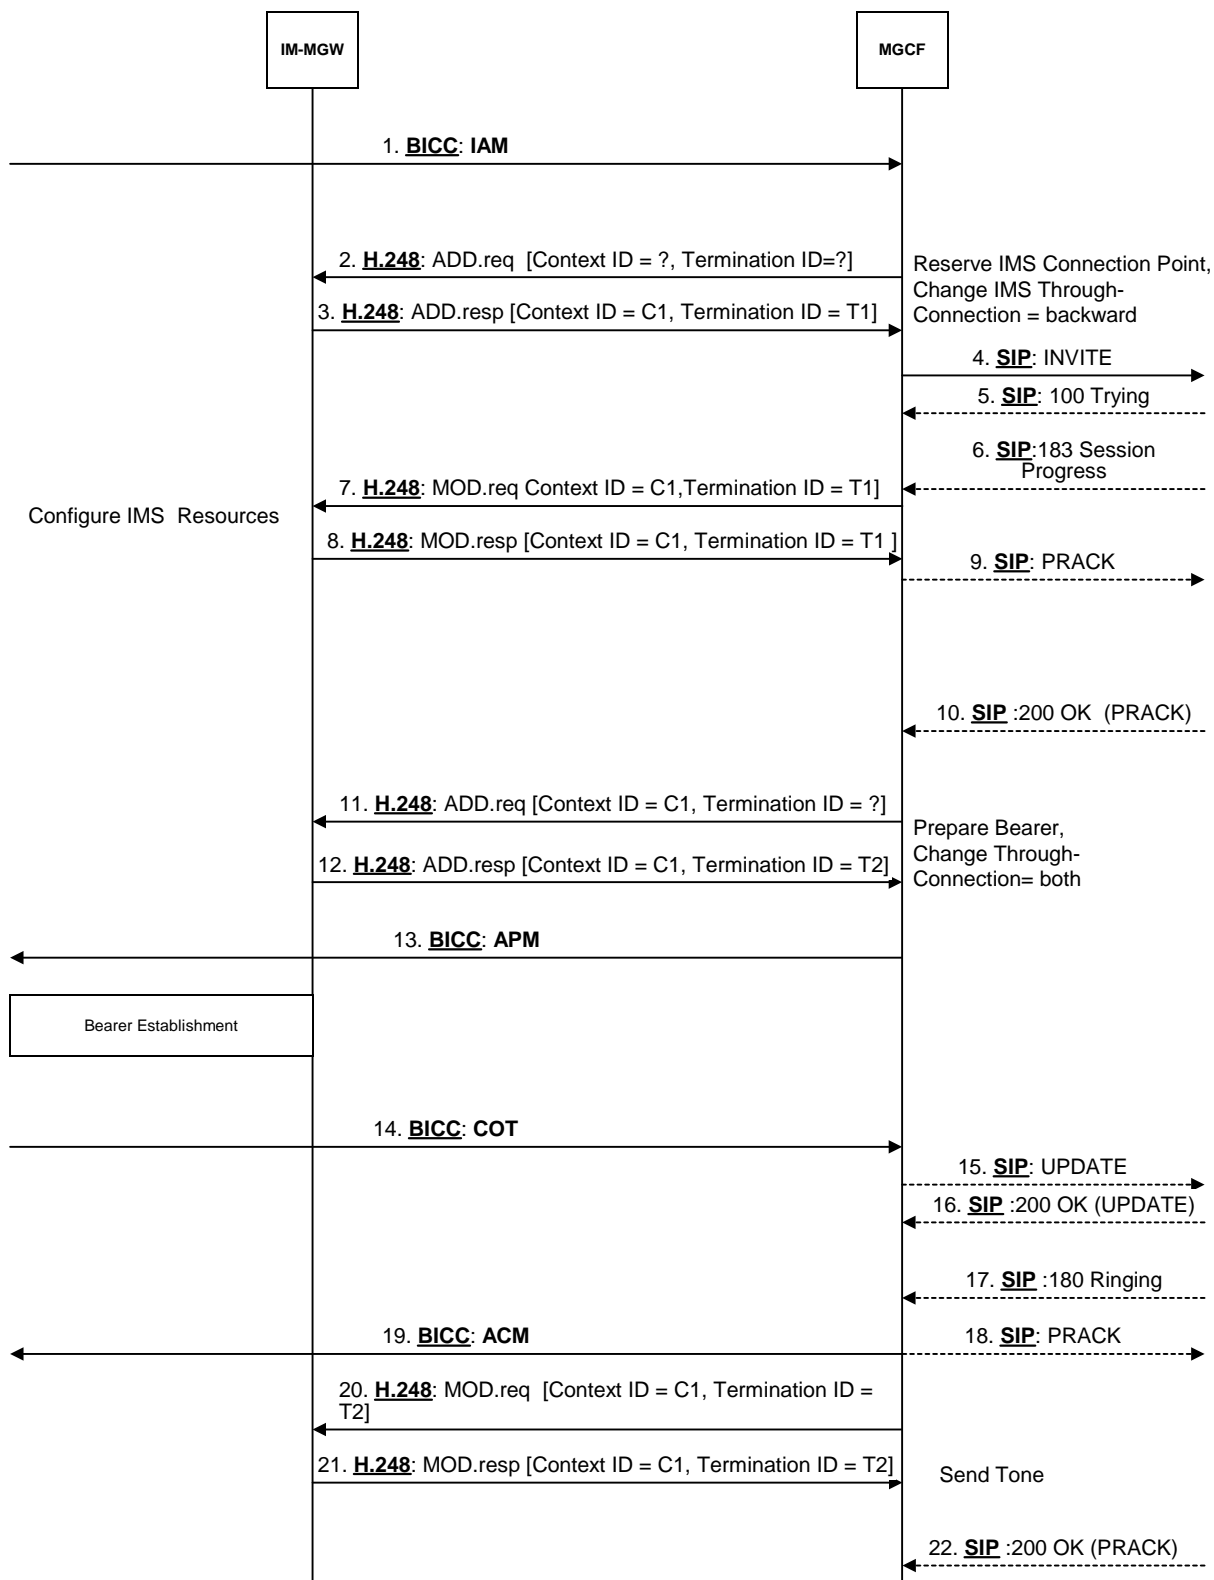 IM-MGW
MGCF
1. BICC: IAM
2. H.248: ADD.req [Context ID = ?, Termination ID=?]
Reserve IMS Connection Point,
Change IMS Through-
Connection = backward
3. H.248: ADD.resp [Context ID = C1, Termination ID = T1]
4. SIP: INVITE
5. SIP: 100 Trying
6. SIP:183 Session
Progress
7. H.248: MOD.req Context ID = C1,Termination ID = T1]
Configure IMS Resources
8. H.248: MOD.resp [Context ID = C1, Termination ID = T1 ]
9. SIP: PRACK
10. SIP :200 OK (PRACK)
11. H.248: ADD.req [Context ID = C1, Termination ID = ?]
Prepare Bearer,
Change Through-
Connection= both
12. H.248: ADD.resp [Context ID = C1, Termination ID = T2]
13. BICC: APM
Bearer Establishment
14. BICC: COT
15. SIP: UPDATE
16. SIP :200 OK (UPDATE)
17. SIP :180 Ringing
19. BICC: ACM
18. SIP: PRACK
20. H.248: MOD.req [Context ID = C1, Termination ID =
T2]
21. H.248: MOD.resp [Context ID = C1, Termination ID = T2]
Send Tone
22. SIP :200 OK (PRACK)